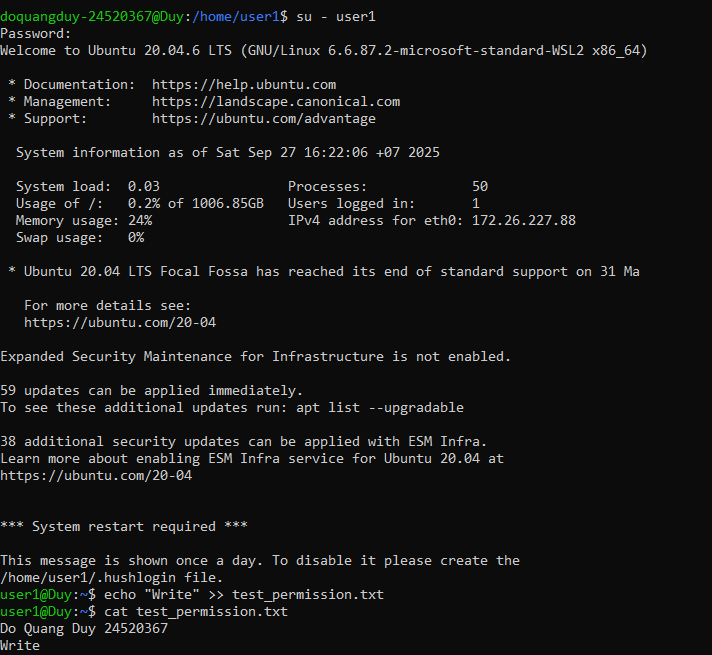 doquangduy-24520367@Duy:/home/user1$ su - user1
Password:
Welcome to Ubuntu 20.04.6 LTS (GNU/Linux 6.6.87.2-microsoft-standard-WSL2 x86_64)
* Documentation:  https://help.ubuntu.com
* Management:     https://landscape.canonical.com
* Support:        https://ubuntu.com/advantage
System information as of Sat Sep 27 16:22:06 +07 2025
System load:  0.03                Processes:             50
Usage of /:   0.2% of 1006.85GB   Users logged in:       1
Memory usage: 24%                 IPv4 address for eth0: 172.26.227.88
Swap usage:   0%
* Ubuntu 20.04 LTS Focal Fossa has reached its end of standard support on 31 Ma
For more details see:
https://ubuntu.com/20-04
Expanded Security Maintenance for Infrastructure is not enabled.
59 updates can be applied immediately.
To see these additional updates run: apt list --upgradable
38 additional security updates can be applied with ESM Infra.
Learn more about enabling ESM Infra service for Ubuntu 20.04 at
https://ubuntu.com/20-04
*** System restart required ***
This message is shown once a day. To disable it please create the
/home/user1/.hushlogin file.
user1@Duy:~$ echo "Write" >> test_permission.txt
user1@Duy:~$ cat test_permission.txt
Do Quang Duy 24520367
Write